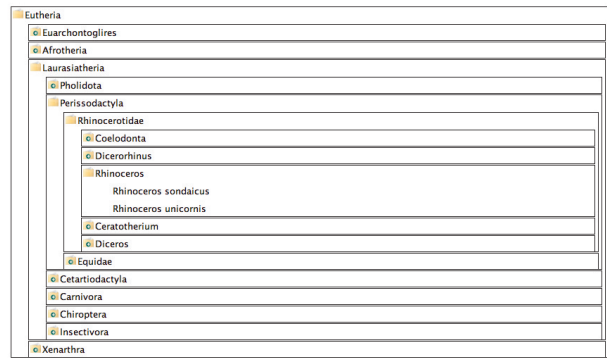 Eutheria
Euarchontoglires
Afrotheria
Laurasiatheria
Pholidota
Perissodactyla
Rhinocerotidae
Coelodonta
Dicerorhinus
Rhinoceros
Rhinoceros sondaicus
Rhinoceros unicornis
Ceratotherium
Diceros
Equidae
Cetartiodactyla
Carnivora
Chiroptera
Insectivora
Xenarthra